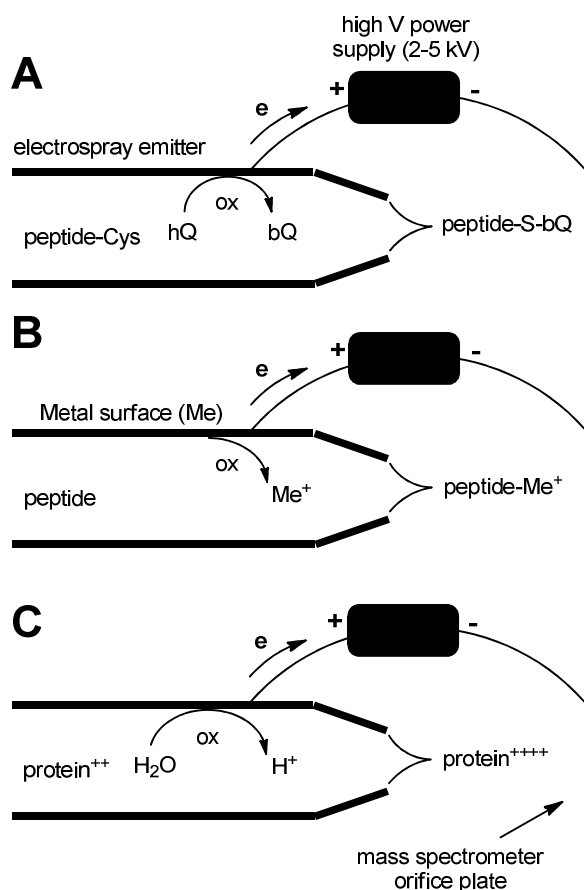 high V power
supply (2-5 kV)
A
+ -
e
electrospray emitter
ox
peptide-Cys hQ bQ peptide-S-bQ
B
+ -
e
Metal surface (Me)
ox
peptide Me⁺ peptide-Me⁺
C
+ -
e
ox
protein⁺⁺ H₂O H⁺ protein⁺⁺⁺⁺
mass spectrometer
orifice plate